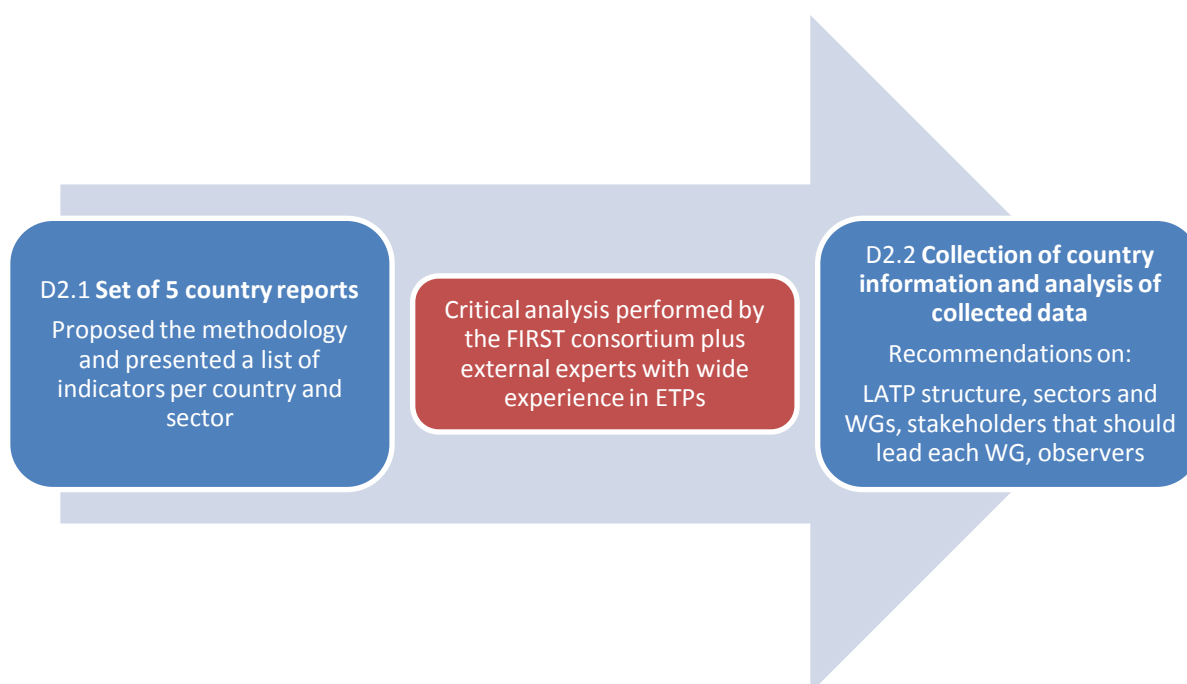 D2.1 Set of 5 country reports
Proposed the methodology
and presented a list of
indicators per country and
sector
Critical analysis performed by
the FIRST consortium plus
external experts with wide
experience in ETPs
D2.2 Collection of country
information and analysis of
collected data
Recommendations on:
LATP structure, sectors and
WGs, stakeholders that should
lead each WG, observers